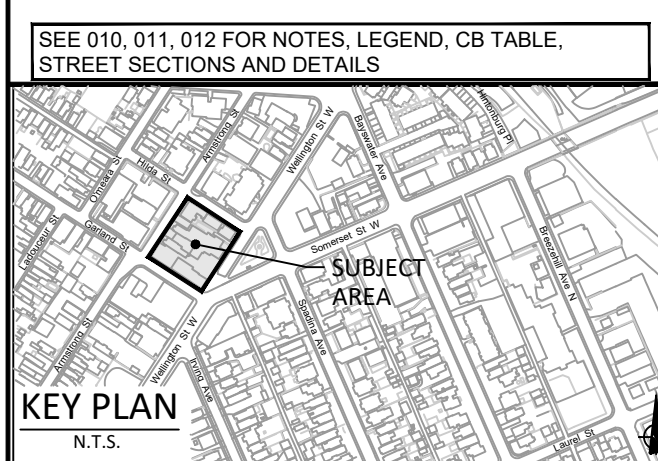 SEE 010, 011, 012 FOR NOTES, LEGEND, CB TABLE,
STREET SECTIONS AND DETAILS
Hintonburg Pl
Armstrong St
Wellington St W
Bayswater Ave
Hilda St
Omeara St
Ladouceur St
Garland St
Somerset St W
Breezehill Ave N
SUBJECT
AREA
Spadina Ave
Armstrong St
Wellington St W
Irving Ave
KEY PLAN
N.T.S.
Laurel St